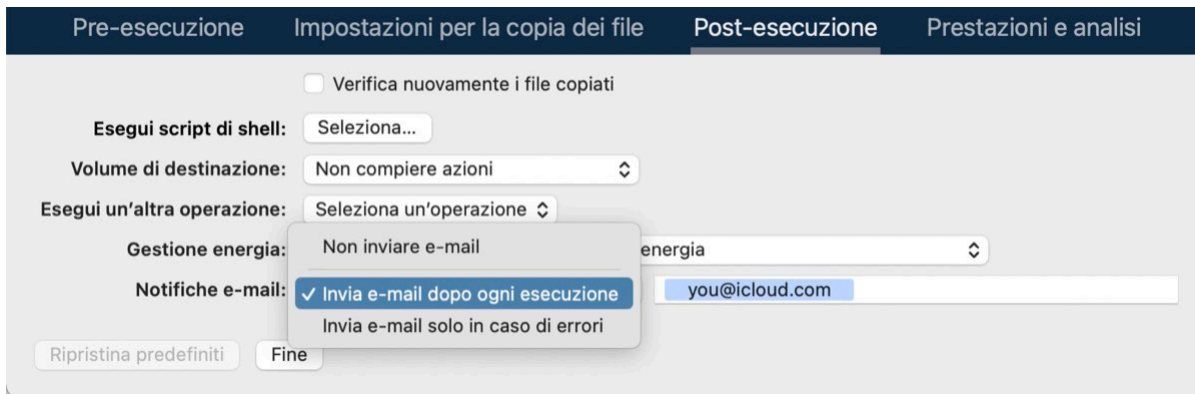 Pre-esecuzione Impostazioni per la copia dei file Post-esecuzione Prestazioni e analisi
Verifica nuovamente i file copiati
Esegui script di shell: Seleziona...
Volume di destinazione: Non compiere azioni
Esegui un'altra operazione: Seleziona un'operazione
Gestione energia: energia
Non inviare e-mail
Notifiche e-mail: ✓ Invia e-mail dopo ogni esecuzione you@icloud.com
Invia e-mail solo in caso di errori
Ripristina predefiniti Fine